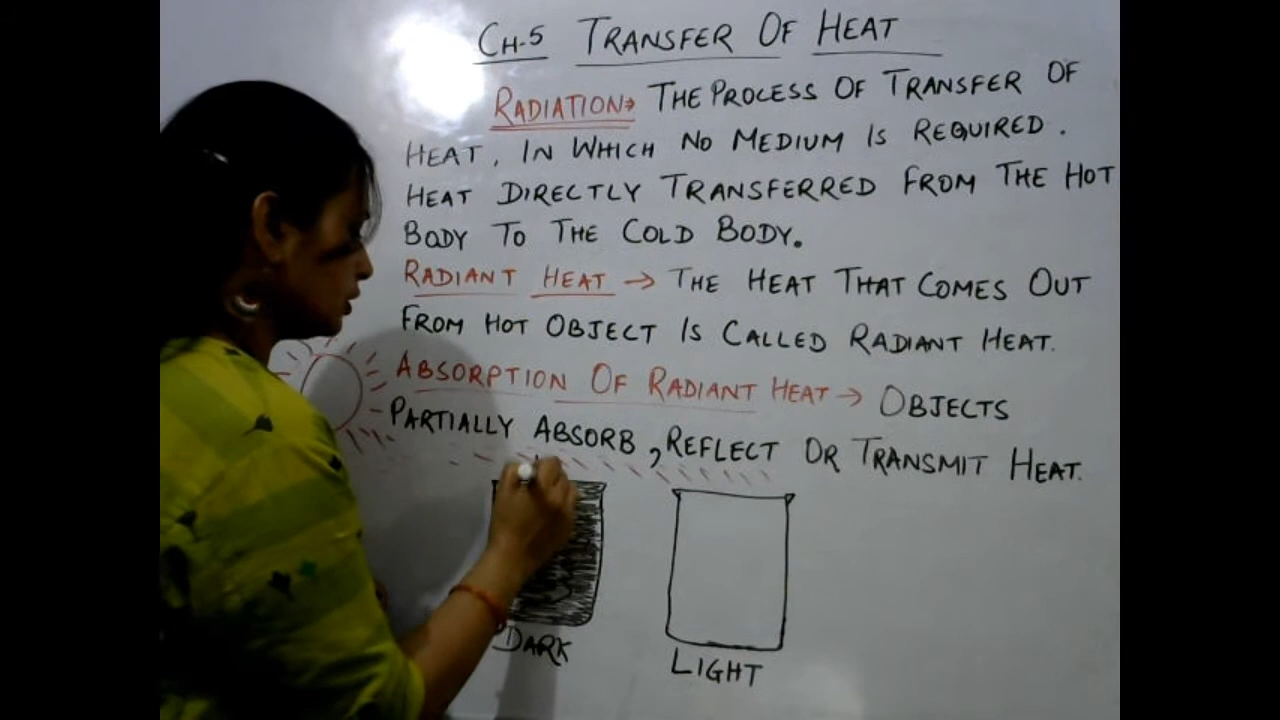 CH-5 TRANSFER OF HEAT
RADIATION→ THE PROCESS OF TRANSFER OF
HEAT, IN WHICH NO MEDIUM IS REQUIRED.
HEAT DIRECTLY TRANSFERRED FROM THE HOT
BODY TO THE COLD BODY.
RADIANT HEAT → THE HEAT THAT COMES OUT
FROM HOT OBJECT IS CALLED RADIANT HEAT.
ABSORPTION OF RADIANT HEAT → OBJECTS
PARTIALLY ABSORB, REFLECT OR TRANSMIT HEAT.
DARK
LIGHT